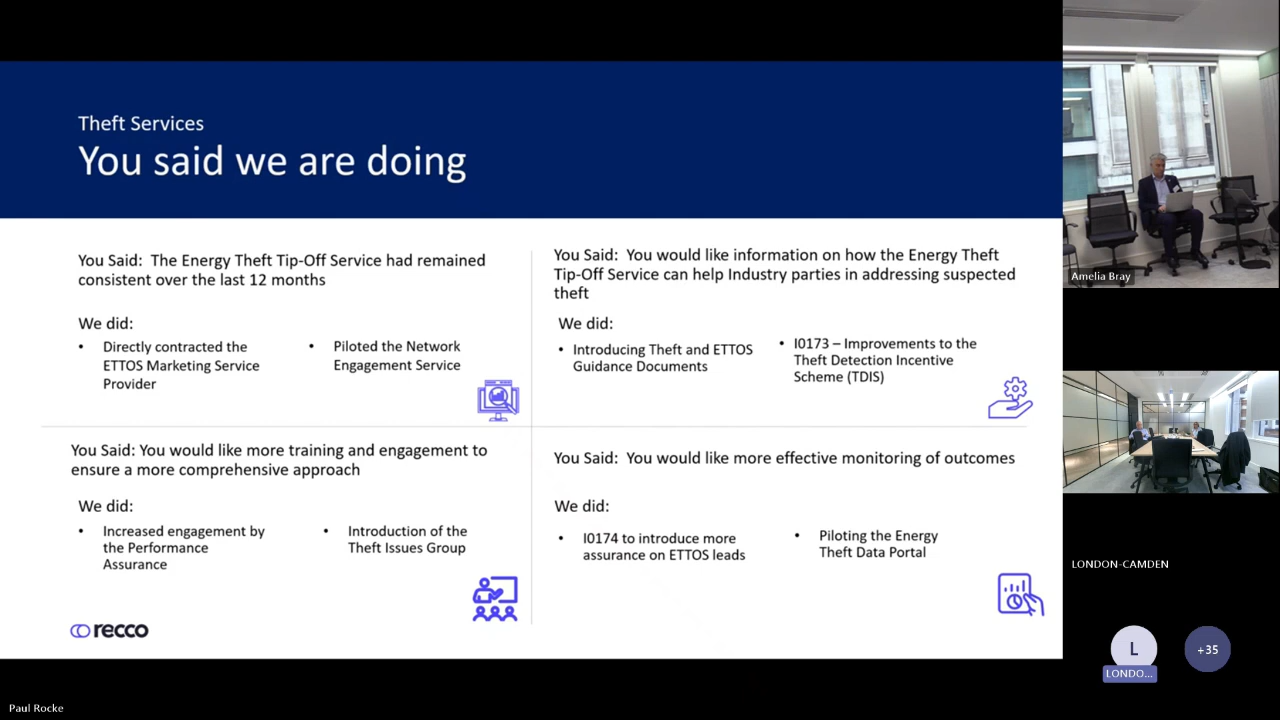 Theft Services
You said we are doing
You Said: The Energy Theft Tip-Off Service had remained
consistent over the last 12 months
We did:
• Directly contracted the
ETTOS Marketing Service
Provider
• Piloted the Network
Engagement Service
You Said: You would like information on how the Energy Theft
Tip-Off Service can help Industry parties in addressing suspected
theft
We did:
• Introducing Theft and ETTOS
Guidance Documents
• I0173 – Improvements to the
Theft Detection Incentive
Scheme (TDIS)
You Said: You would like more training and engagement to
ensure a more comprehensive approach
We did:
• Increased engagement by
the Performance
Assurance
• Introduction of the
Theft Issues Group
You Said: You would like more effective monitoring of outcomes
We did:
• I0174 to introduce more
assurance on ETTOS leads
• Piloting the Energy
Theft Data Portal
recco
Amelia Bray
LONDON-CAMDEN
L
LONDO...
+35
Paul Rocke